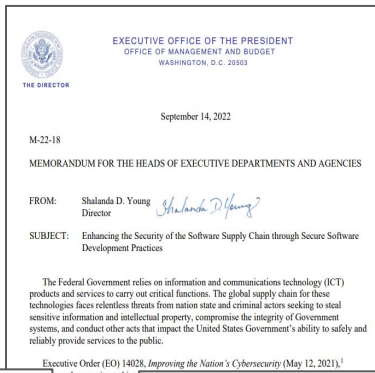 EXECUTIVE OFFICE OF THE PRESIDENT
OFFICE OF MANAGEMENT AND BUDGET
WASHINGTON, D.C. 20503
THE DIRECTOR
September 14, 2022
M-22-18
MEMORANDUM FOR THE HEADS OF EXECUTIVE DEPARTMENTS AND AGENCIES
FROM: Shalanda D. Young Shalanda D. Young
Director
SUBJECT: Enhancing the Security of the Software Supply Chain through Secure Software
Development Practices
The Federal Government relies on information and communications technology (ICT)
products and services to carry out critical functions. The global supply chain for these
technologies faces relentless threats from nation state and criminal actors seeking to steal
sensitive information and intellectual property, compromise the integrity of Government
systems, and conduct other acts that impact the United States Government's ability to safely and
reliably provide services to the public.
Executive Order (EO) 14028, Improving the Nation's Cybersecurity (May 12, 2021),1